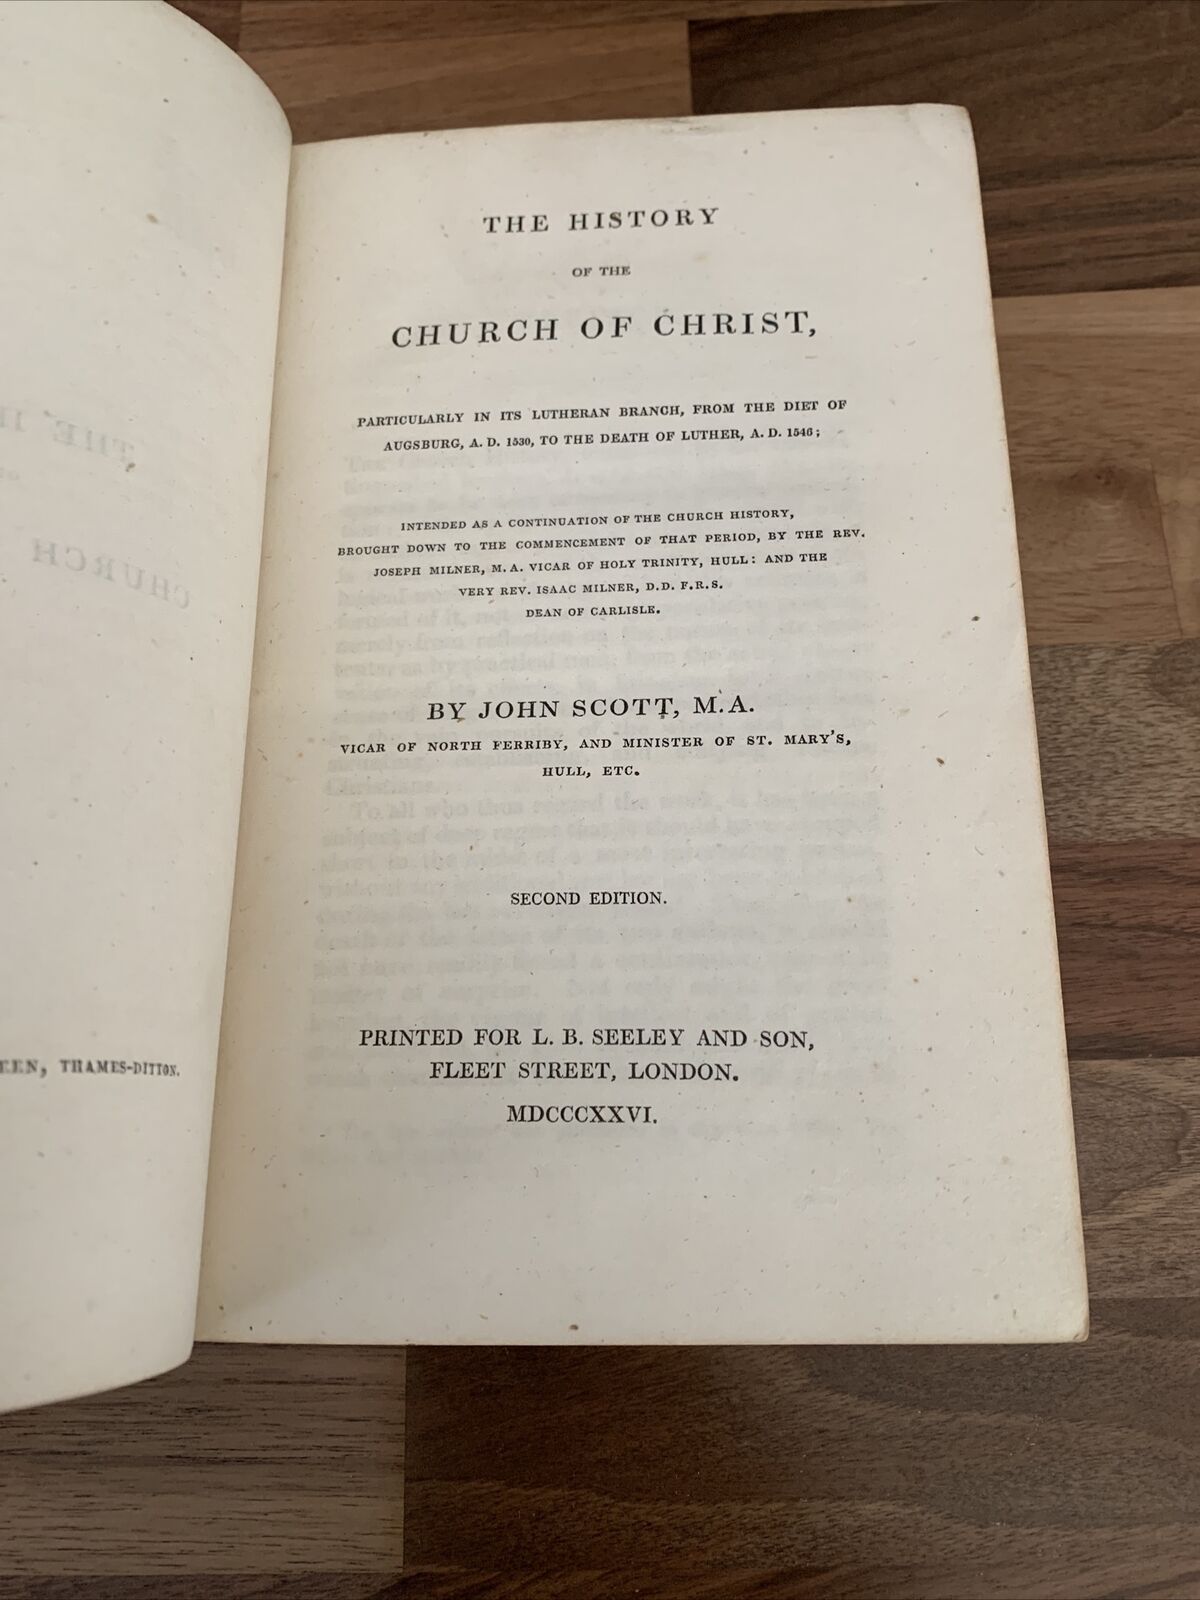 THAMES-DITTON.
THE HISTORY
OF THE
CHURCH OF CHRIST,
PARTICULARLY IN ITS LUTHERAN BRANCH, FROM THE DIET OF
AUGSBURG, A. D. 1530, TO THE DEATH OF LUTHER, A. D. 1546;
INTENDED AS A CONTINUATION OF THE CHURCH HISTORY,
BROUGHT DOWN TO THE COMMENCEMENT OF THAT PERIOD, BY THE REV.
JOSEPH MILNER, M. A. VICAR OF HOLY TRINITY, HULL: AND THE
VERY REV. ISAAC MILNER, D.D. F.R.S.
DEAN OF CARLISLE.
BY JOHN SCOTT, M.A.
VICAR OF NORTH FERRIBY, AND MINISTER OF ST. MARY'S,
HULL, ETC.
SECOND EDITION.
PRINTED FOR L. B. SEELEY AND SON,
FLEET STREET, LONDON.
MDCCCXXVI.